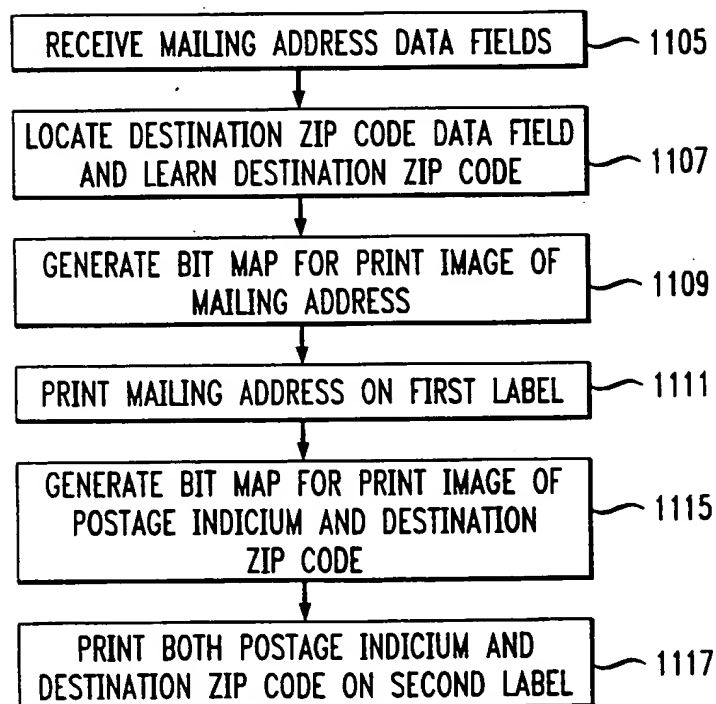 RECEIVE MAILING ADDRESS DATA FIELDS 1105
LOCATE DESTINATION ZIP CODE DATA FIELD
AND LEARN DESTINATION ZIP CODE 1107
GENERATE BIT MAP FOR PRINT IMAGE OF
MAILING ADDRESS 1109
PRINT MAILING ADDRESS ON FIRST LABEL 1111
GENERATE BIT MAP FOR PRINT IMAGE OF
POSTAGE INDICIUM AND DESTINATION 1115
ZIP CODE
PRINT BOTH POSTAGE INDICIUM AND
DESTINATION ZIP CODE ON SECOND LABEL 1117